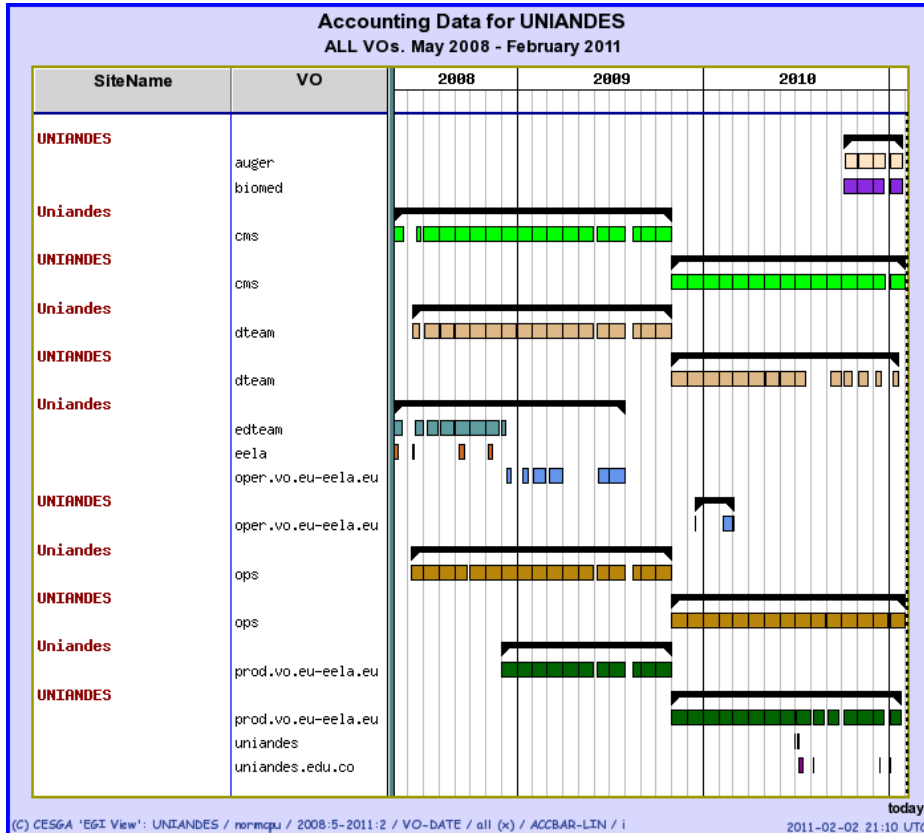 Accounting Data for UNIANDES
ALL VOs. May 2008 - February 2011
SiteName VO 2008 2009 2010
UNIANDES
auger
biomed
Uniandes
cms
UNIANDES
cms
Uniandes
dteam
UNIANDES
dteam
Uniandes
edteam
eela
oper.vo.eu-eela.eu
UNIANDES
oper.vo.eu-eela.eu
Uniandes
ops
UNIANDES
ops
Uniandes
prod.vo.eu-eela.eu
UNIANDES
prod.vo.eu-eela.eu
uniandes
uniandes.edu.co
today
(C) CESGA 'EGI View': UNIANDES / normcpu / 2008:5-2011:2 / VO-DATE / all (x) / ACCBAR-LIN / i
2011-02-02 21:10 UTC